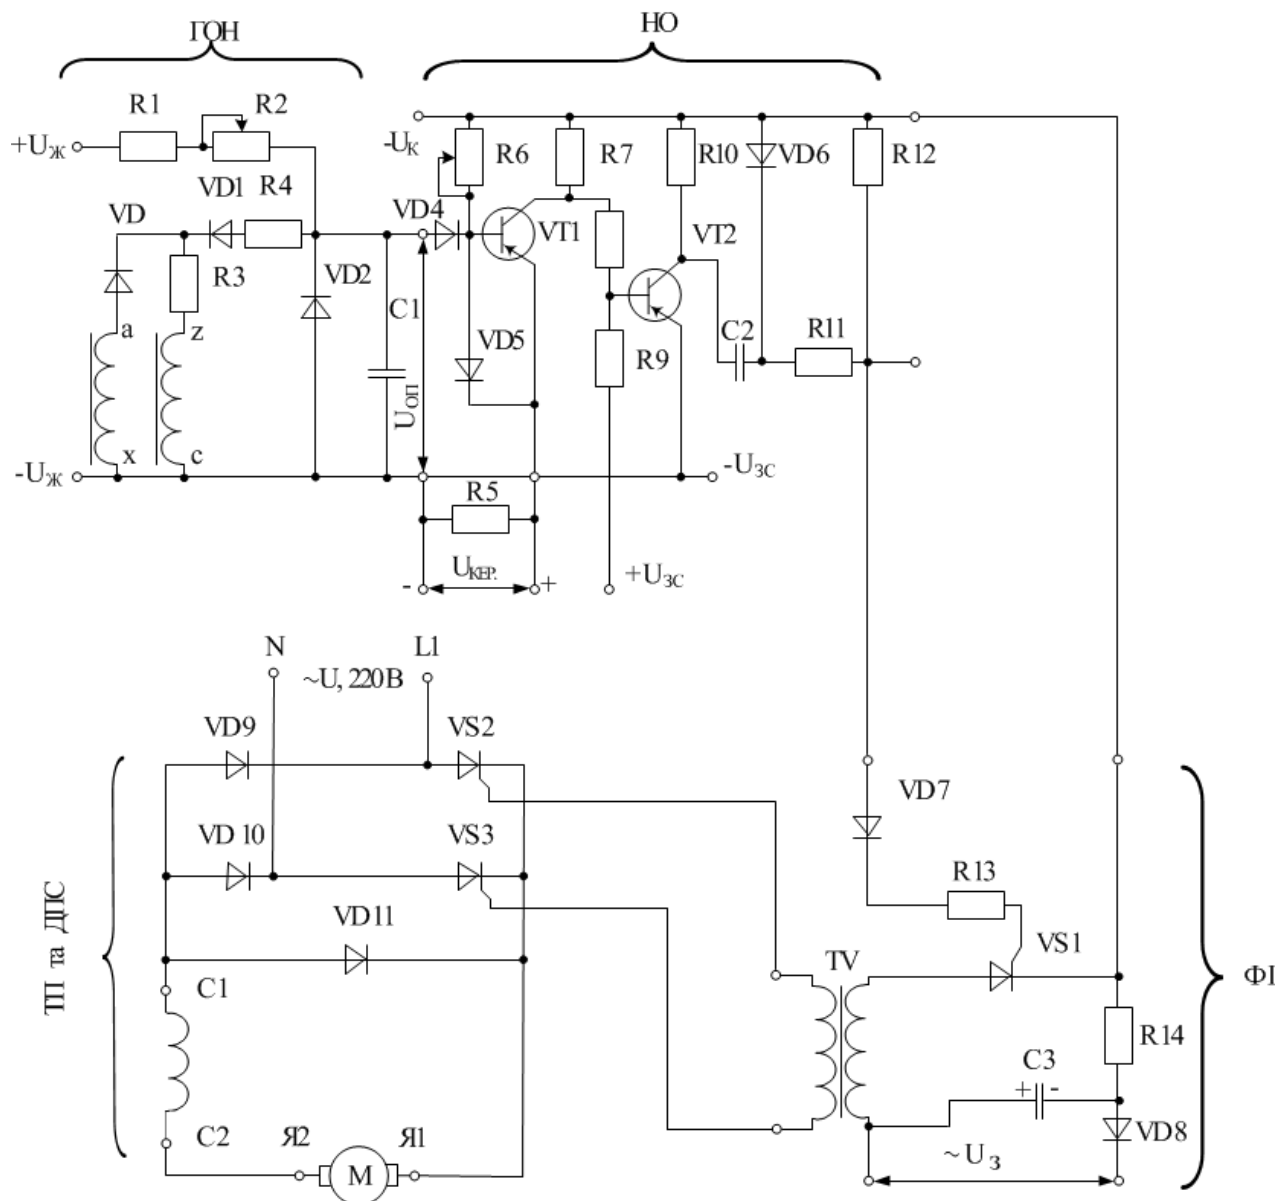 ГОН
НО
R1
R2
+UЖ
-UК
R6
R7
R10
VD6
R12
VD1
R4
VD
VD4
VT1
VT2
R3
VD2
C1
a
z
VD5
C2
R11
R9
UОП
x
c
-UЖ
-UЗС
R5
UКЕР.
-
+
+UЗС
N
L1
~U, 220В
VD9
VS2
VD7
VD 10
VS3
R13
VD11
VS1
ТП та ДПС
TV
ФІ
C1
R14
C3
+
-
C2
Я2
Я1
VD8
М
~UЗ